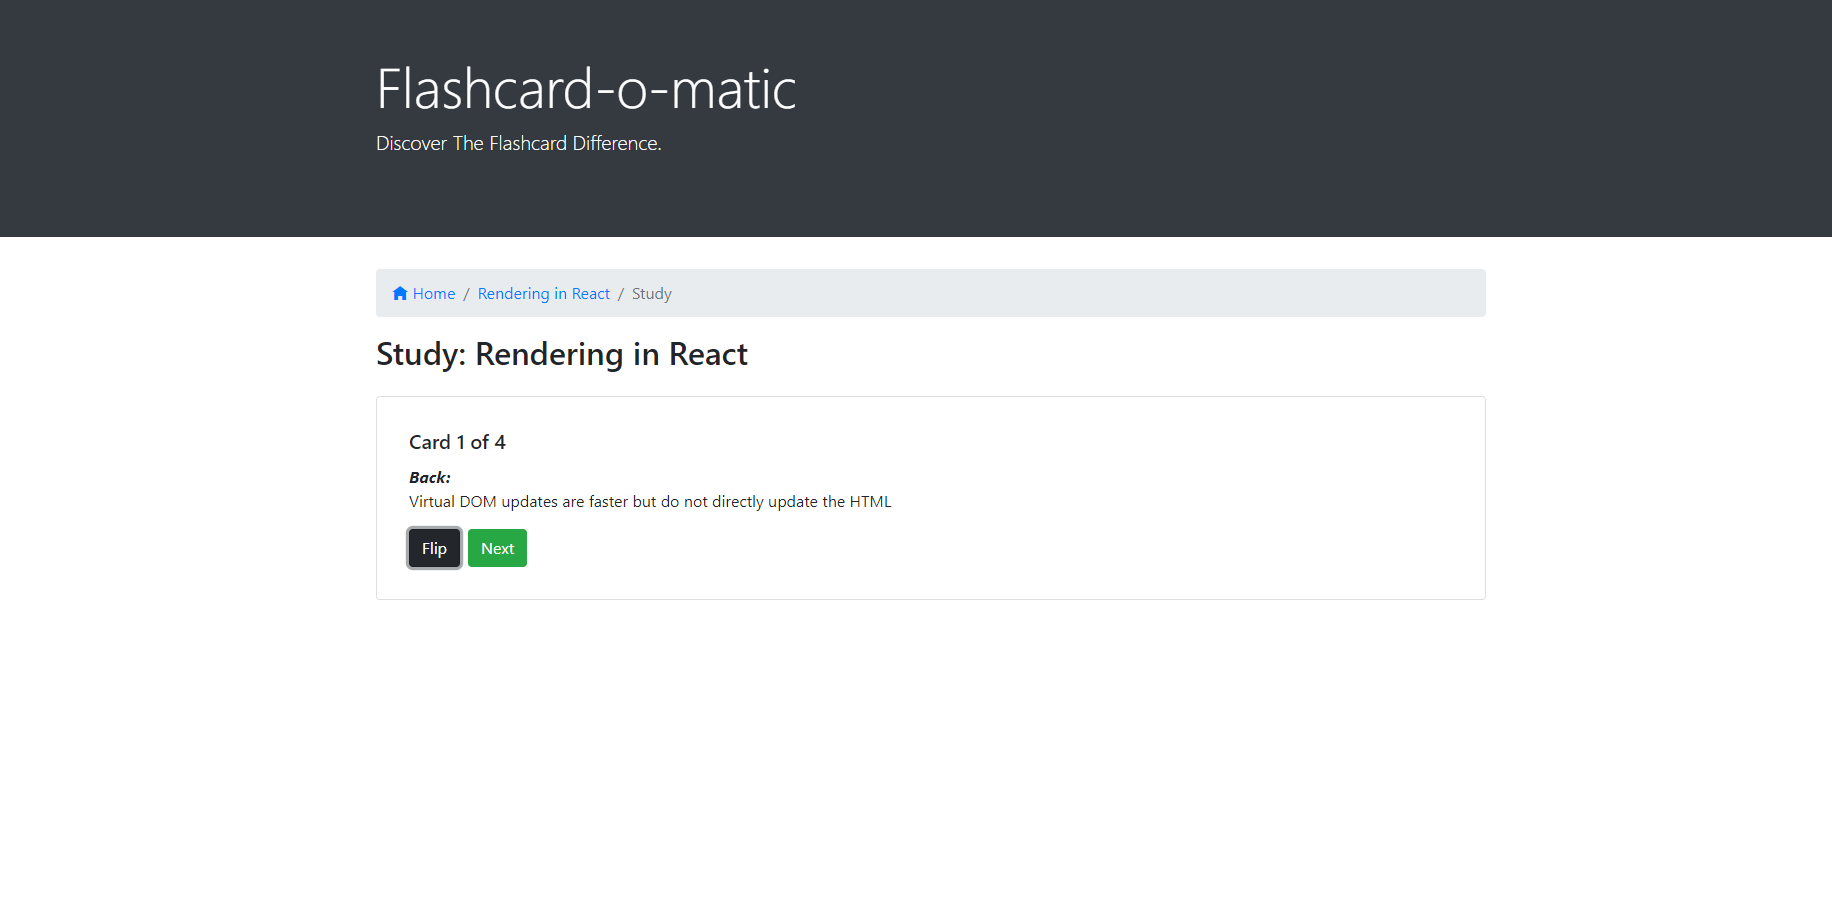 Flashcard-o-matic
Discover The Flashcard Difference.
Home / Rendering in React / Study
Study: Rendering in React
Card 1 of 4
Back:
Virtual DOM updates are faster but do not directly update the HTML
Flip Next